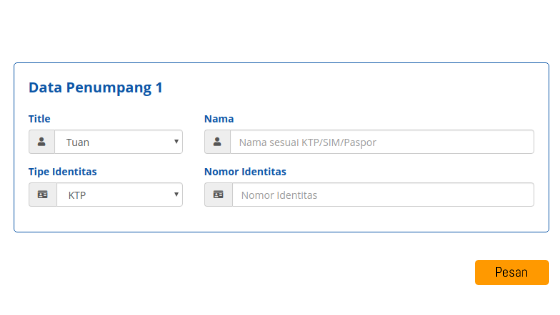 Data Penumpang 1
Title
Nama
Tuan
Nama sesuai KTP/SIM/Paspor
Tipe Identitas
Nomor Identitas
KTP
Nomor Identitas
Pesan